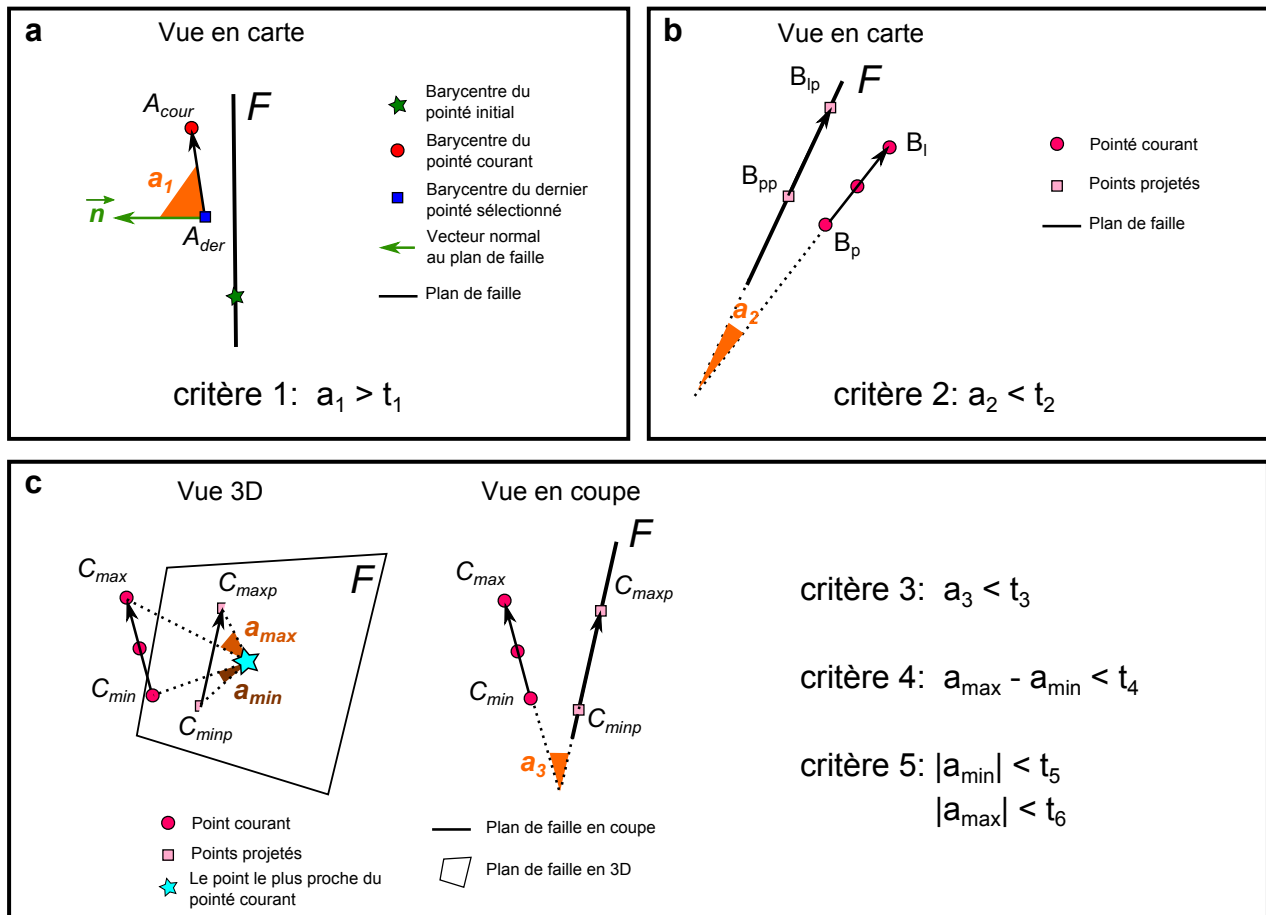 a
Vue en carte
A_cour
F
a_1
n
A_der
Barycentre du
pointé initial
Barycentre du
pointé courant
Barycentre du dernier
pointé sélectionné
Vecteur normal
au plan de faille
Plan de faille
critère 1: a_1 > t_1
b
Vue en carte
B_lp
F
B_l
B_pp
B_p
a_2
Pointé courant
Points projetés
Plan de faille
critère 2: a_2 < t_2
c
Vue 3D
C_max
F
C_maxp
a_max
C_min
a_min
C_minp
Point courant
Points projetés
Le point le plus proche du
pointé courant
Vue en coupe
F
C_max
C_maxp
C_min
C_minp
a_3
Plan de faille en coupe
Plan de faille en 3D
critère 3: a_3 < t_3
critère 4: a_max - a_min < t_4
critère 5: |a_min| < t_5
|a_max| < t_6